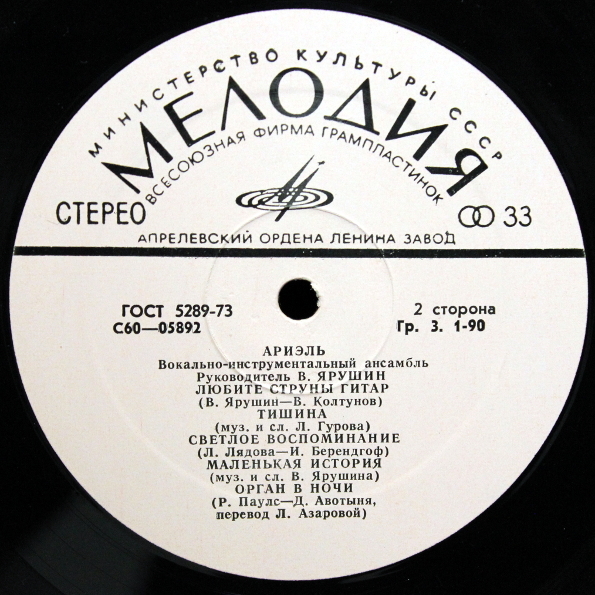 МИНИСТЕРСТВО КУЛЬТУРЫ СССР
МЕЛОДИЯ
ВСЕСОЮЗНАЯ ФИРМА ГРАМПЛАСТИНОК
СТЕРЕО
33
АПРЕЛЕВСКИЙ ОРДЕНА ЛЕНИНА ЗАВОД
ГОСТ 5289-73
2 сторона
С60—05892
Гр. 3. 1-90
АРИЭЛЬ
Вокально-инструментальный ансамбль
Руководитель В. ЯРУШИН
ЛЮБИТЕ СТРУНЫ ГИТАР
(В. Ярушин—В. Колтунов)
ТИШИНА
(муз. и сл. Л. Гурова)
СВЕТЛОЕ ВОСПОМИНАНИЕ
(Л. Лядова—И. Берендгоф)
МАЛЕНЬКАЯ ИСТОРИЯ
(муз. и сл. В. Ярушина)
ОРГАН В НОЧИ
(Р. Паулс—Д. Авотыня,
перевод Л. Азаровой)